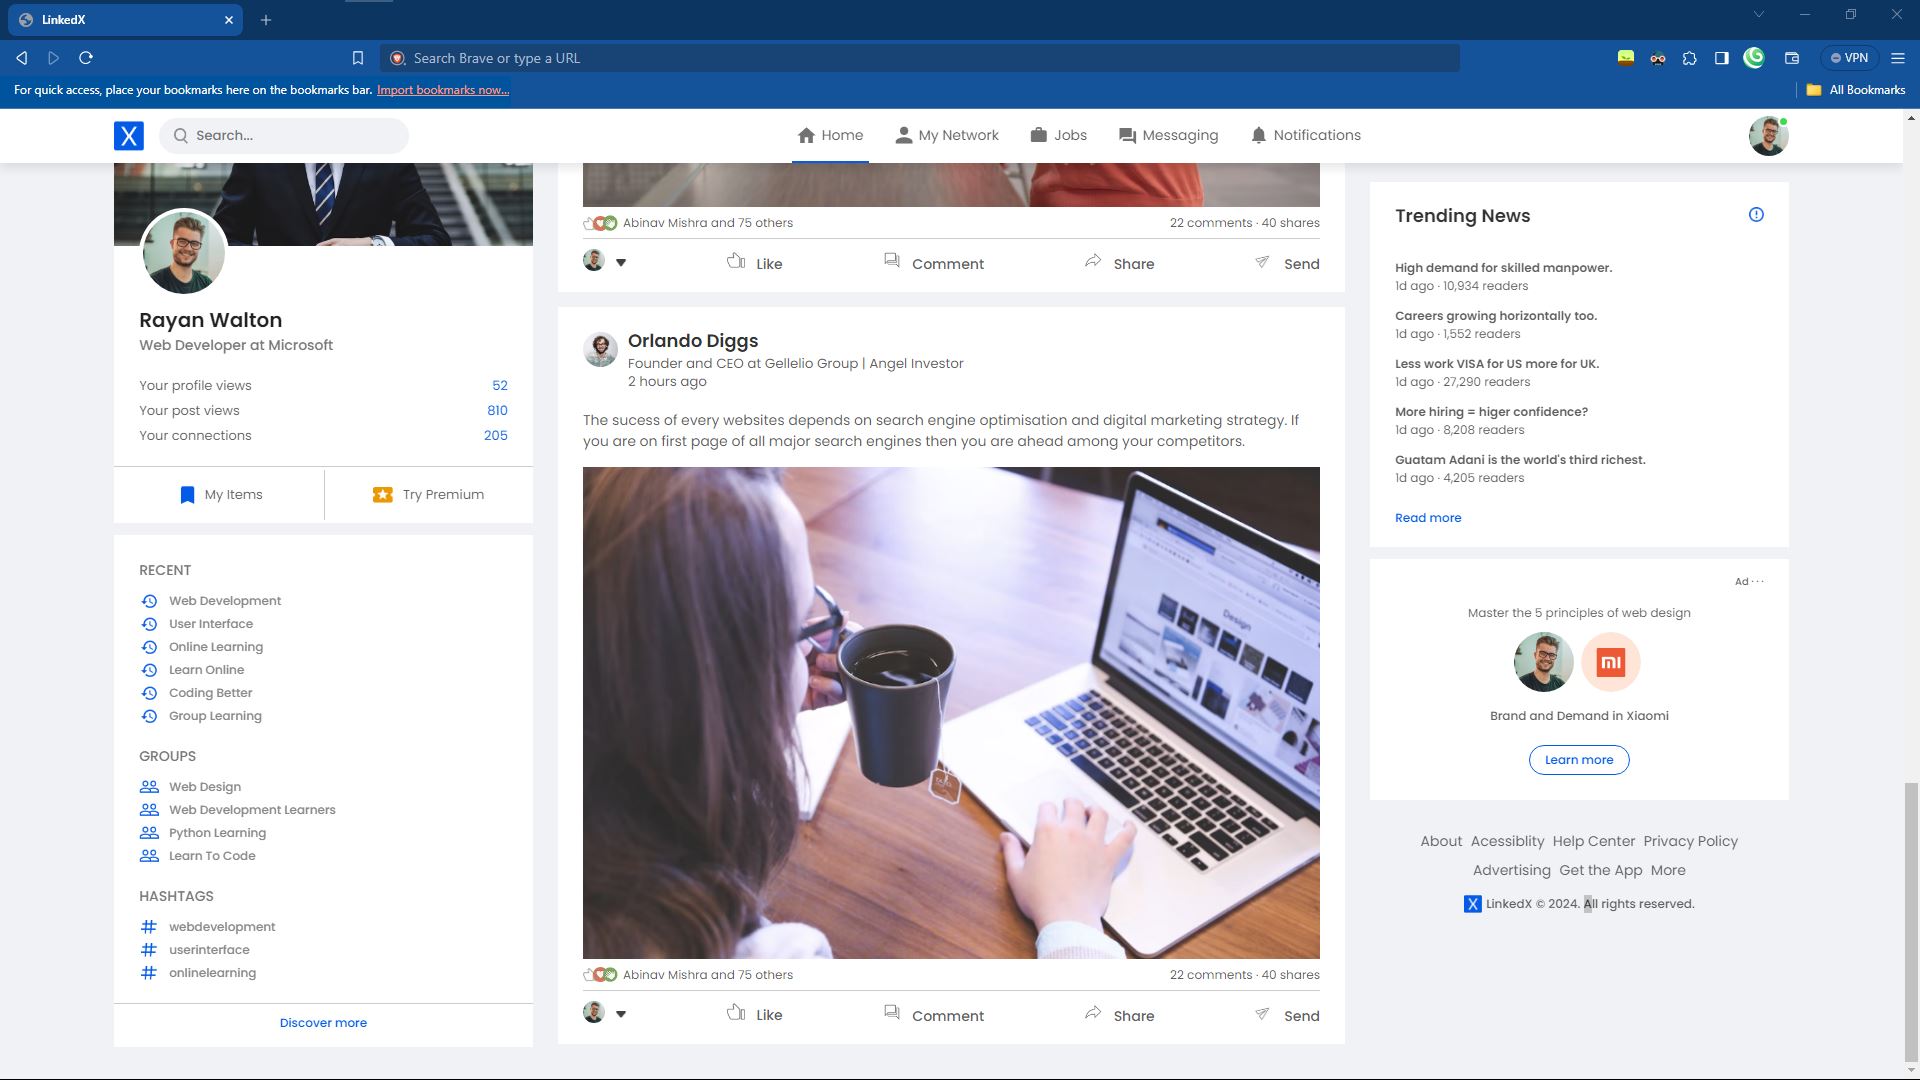 LinkedX
Search Brave or type a URL
VPN
For quick access, place your bookmarks here on the bookmarks bar. Import bookmarks now...
All Bookmarks
X
Search...
Home
My Network
Jobs
Messaging
Notifications
Rayan Walton
Web Developer at Microsoft
Your profile views 52
Your post views 810
Your connections 205
My Items
Try Premium
RECENT
Web Development
User Interface
Online Learning
Learn Online
Coding Better
Group Learning
GROUPS
Web Design
Web Development Learners
Python Learning
Learn To Code
HASHTAGS
# webdevelopment
# userinterface
# onlinelearning
Discover more
Abinav Mishra and 75 others
22 comments · 40 shares
Like
Comment
Share
Send
Orlando Diggs
Founder and CEO at Gellelio Group | Angel Investor
2 hours ago
The sucess of every websites depends on search engine optimisation and digital marketing strategy. If
you are on first page of all major search engines then you are ahead among your competitors.
Design
Abinav Mishra and 75 others
22 comments · 40 shares
Like
Comment
Share
Send
Trending News
High demand for skilled manpower.
1d ago · 10,934 readers
Careers growing horizontally too.
1d ago · 1,552 readers
Less work VISA for US more for UK.
1d ago · 27,290 readers
More hiring = higer confidence?
1d ago · 8,208 readers
Guatam Adani is the world's third richest.
1d ago · 4,205 readers
Read more
Ad ···
Master the 5 principles of web design
mi
Brand and Demand in Xiaomi
Learn more
About Acessiblity Help Center Privacy Policy
Advertising Get the App More
X LinkedX © 2024. All rights reserved.